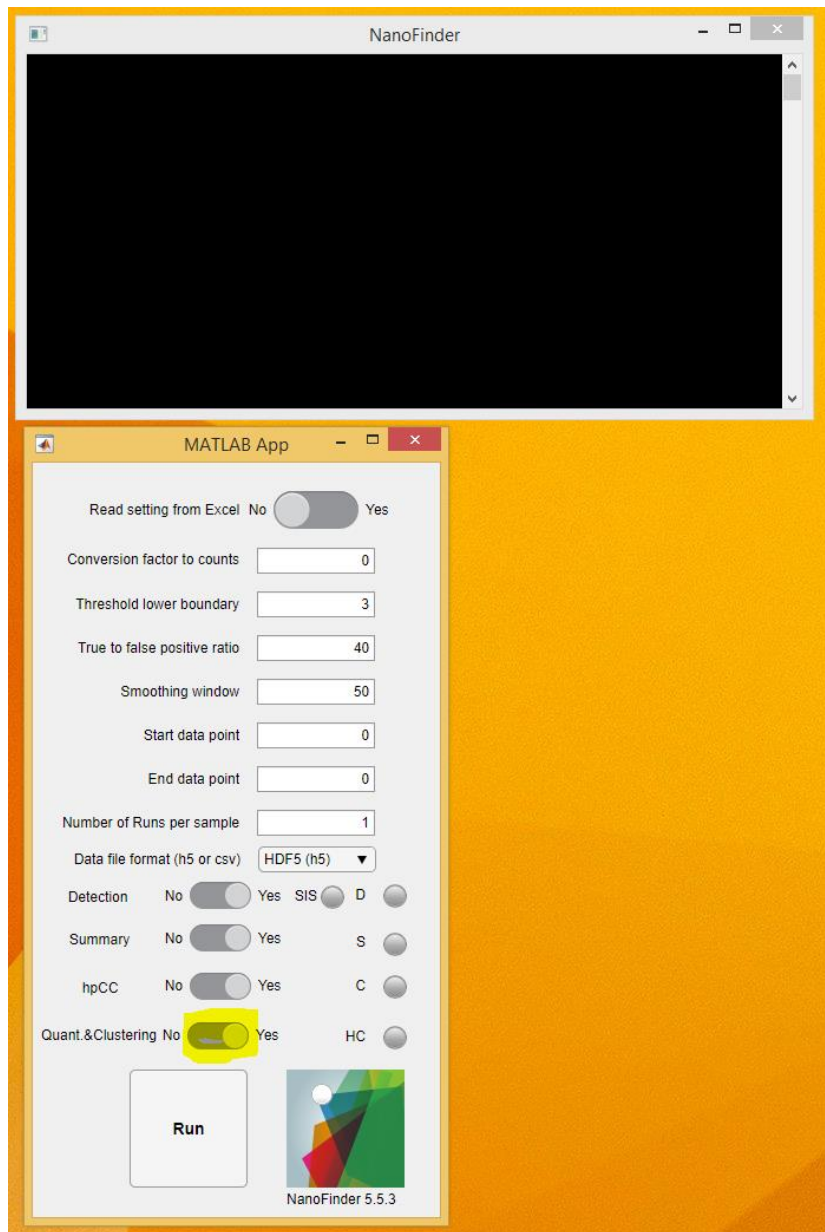 NanoFinder
MATLAB App
Read setting from Excel No Yes
Conversion factor to counts 0
Threshold lower boundary 3
True to false positive ratio 40
Smoothing window 50
Start data point 0
End data point 0
Number of Runs per sample 1
Data file format (h5 or csv) HDF5 (h5)
Detection No Yes SIS D
Summary No Yes S
hpCC No Yes C
Quant.&Clustering No Yes HC
Run
NanoFinder 5.5.3